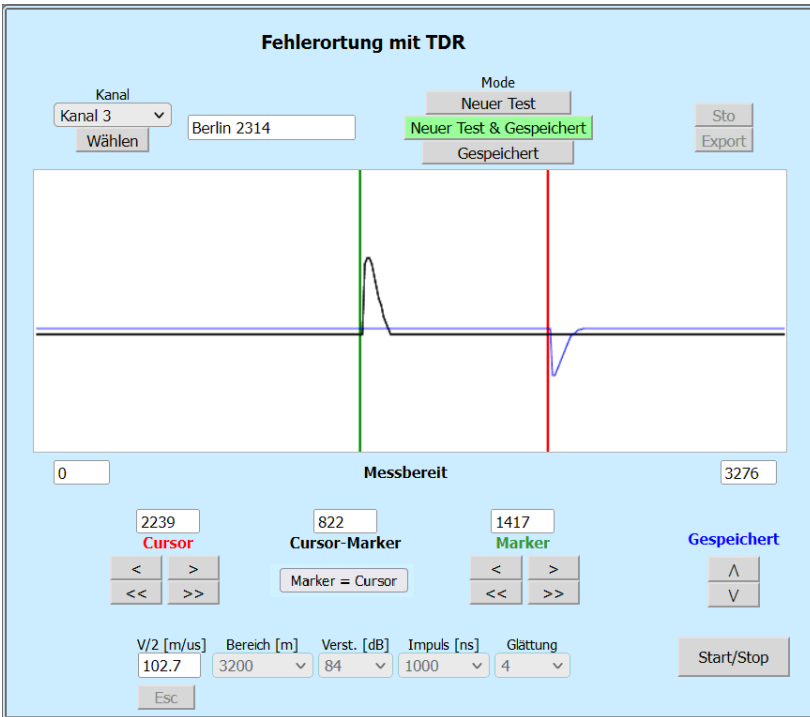 Fehlerortung mit TDR
Kanal
Kanal 3
Wählen
Berlin 2314
Mode
Neuer Test
Neuer Test & Gespeichert
Gespeichert
Sto
Export
0
Messbereit
3276
2239
Cursor
< >
<< >>
822
Cursor-Marker
Marker = Cursor
1417
Marker
< >
<< >>
Gespeichert
Λ
V
V/2 [m/us] Bereich [m] Verst. [dB] Impuls [ns] Glättung
102.7 3200 84 1000 4
Esc
Start/Stop